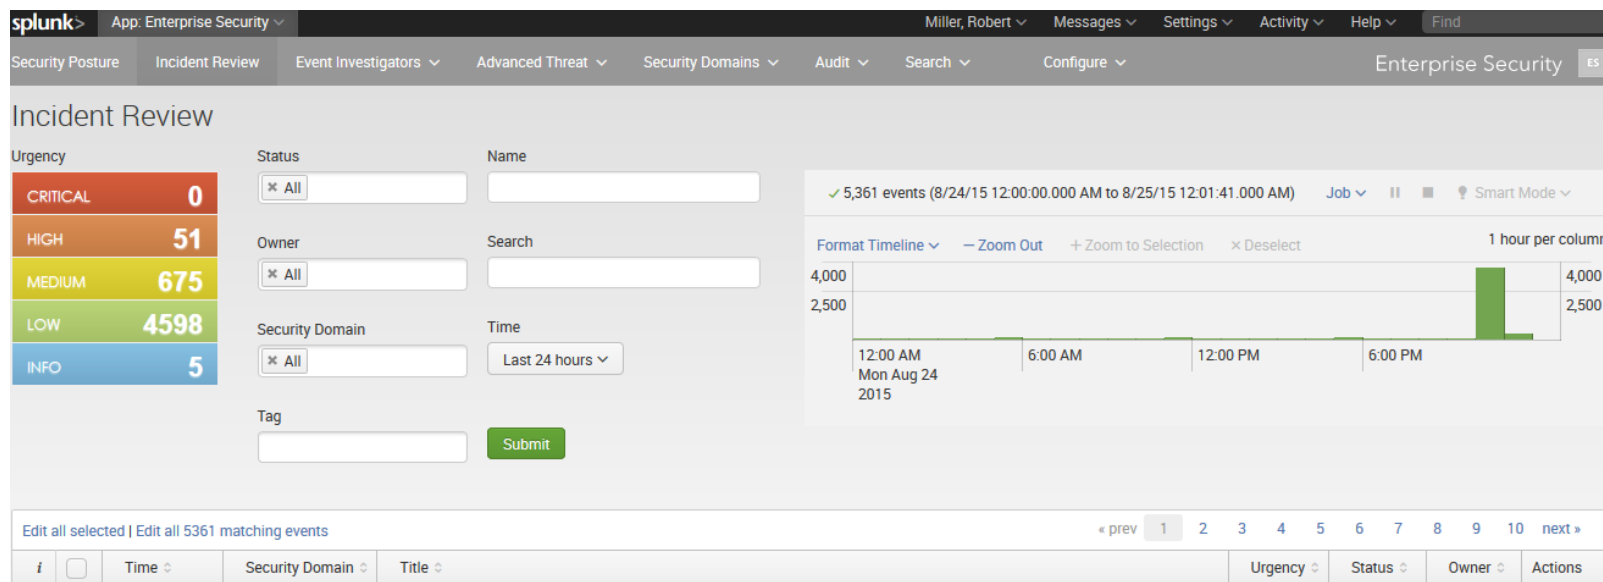 splunk> App: Enterprise Security Miller, Robert Messages Settings Activity Help Find
Security Posture Incident Review Event Investigators Advanced Threat Security Domains Audit Search Configure Enterprise Security ES
Incident Review
Urgency
CRITICAL 0
HIGH 51
MEDIUM 675
LOW 4598
INFO 5
Status
× All
Owner
× All
Security Domain
× All
Tag
Name
Search
Time
Last 24 hours
Submit
5,361 events (8/24/15 12:00:00.000 AM to 8/25/15 12:01:41.000 AM) Job Smart Mode
Format Timeline — Zoom Out + Zoom to Selection × Deselect 1 hour per column
4,000 4,000
2,500 2,500
12:00 AM 6:00 AM 12:00 PM 6:00 PM
Mon Aug 24
2015
Edit all selected | Edit all 5361 matching events « prev 1 2 3 4 5 6 7 8 9 10 next »
i Time Security Domain Title Urgency Status Owner Actions